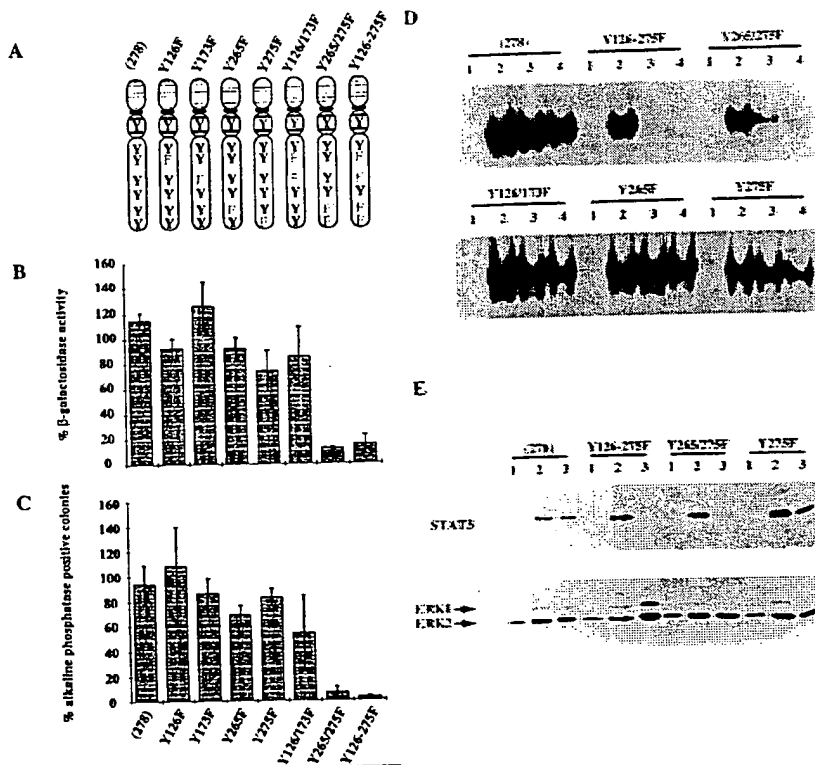 A
(278)
Y126F
Y173F
Y265F
Y275F
Y126/173F
Y265/275F
Y126-275F
B
% β-galactosidase activity
160
140
120
100
80
60
40
20
0
C
% alkaline phosphatase positive colonies
160
140
120
100
80
60
40
20
0
(278)
Y126F
Y173F
Y265F
Y275F
Y126/173F
Y265/275F
Y126-275F
D
(278) Y126-275F Y265/275F
1 2 3 4 1 2 3 4 1 2 3 4
Y126/173F Y265F Y275F
1 2 3 4 1 2 3 4 1 2 3 4
E
(278) Y126-275F Y265/275F Y275F
1 2 3 1 2 3 1 2 3 1 2 3
STAT3
ERK1
ERK2